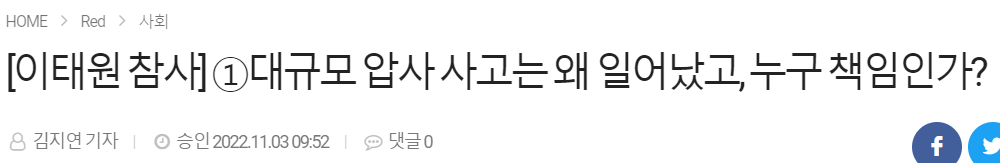 HOME > Red > 사회
[이태원 참사] ①대규모 압사 사고는 왜 일어났고, 누구 책임인가?
김지연 기자 | 승인 2022.11.03 09:52 | 댓글 0